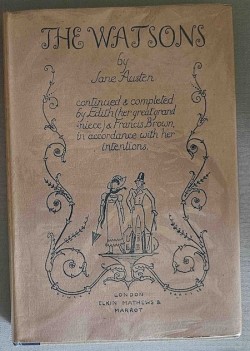 THE WATSONS
by
Jane Austen
continued & completed
by Edith (her great grand
niece) & Francis Brown,
in accordance with her
intentions.
LONDON
ELKIN MATHEWS &
MARROT